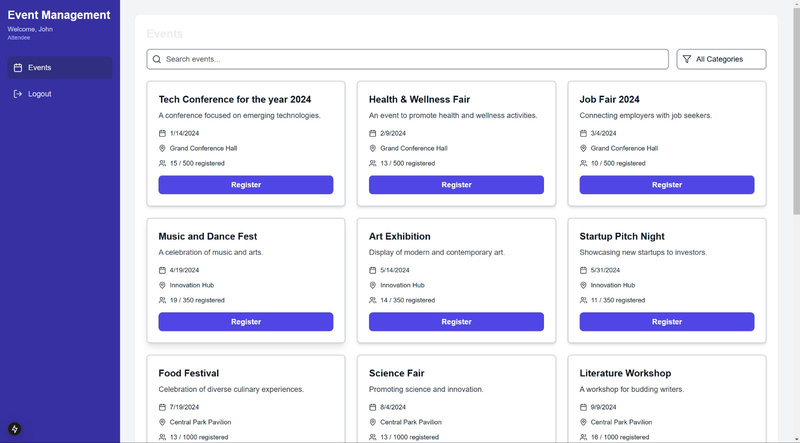 Event Management
Welcome, John
Attendee
Events
Logout
Events
Search events...
All Categories
Tech Conference for the year 2024
A conference focused on emerging technologies.
1/14/2024
Grand Conference Hall
15 / 500 registered
Register
Health & Wellness Fair
An event to promote health and wellness activities.
2/9/2024
Grand Conference Hall
13 / 500 registered
Register
Job Fair 2024
Connecting employers with job seekers.
3/4/2024
Grand Conference Hall
10 / 500 registered
Register
Music and Dance Fest
A celebration of music and arts.
4/19/2024
Innovation Hub
19 / 350 registered
Register
Art Exhibition
Display of modern and contemporary art.
5/14/2024
Innovation Hub
14 / 350 registered
Register
Startup Pitch Night
Showcasing new startups to investors.
5/31/2024
Innovation Hub
11 / 350 registered
Register
Food Festival
Celebration of diverse culinary experiences.
7/19/2024
Central Park Pavilion
13 / 1000 registered
Science Fair
Promoting science and innovation.
8/4/2024
Central Park Pavilion
13 / 1000 registered
Literature Workshop
A workshop for budding writers.
9/9/2024
Central Park Pavilion
16 / 1000 registered